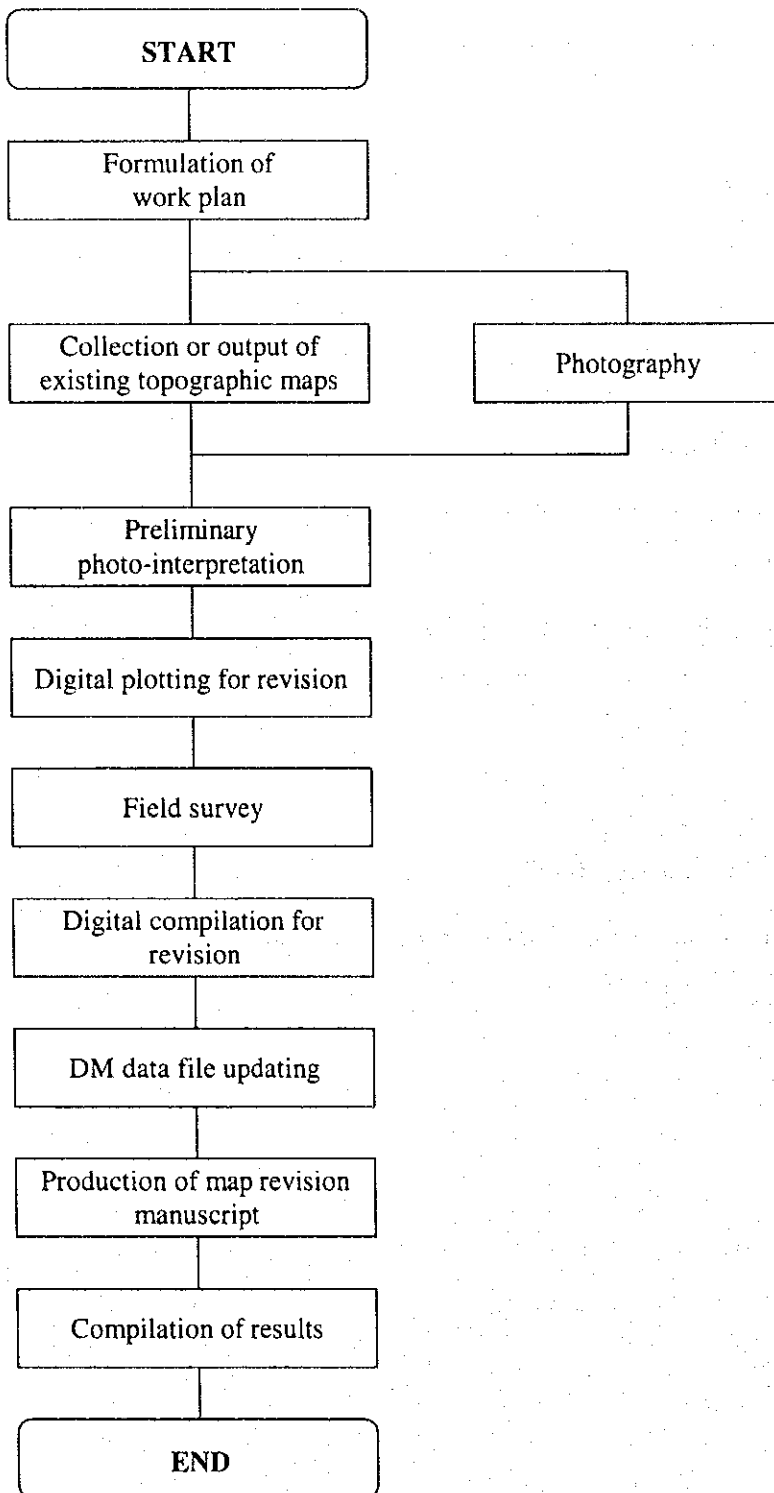 START
Formulation of
work plan
Collection or output of
existing topographic maps
Photography
Preliminary
photo-interpretation
Digital plotting for revision
Field survey
Digital compilation for
revision
DM data file updating
Production of map revision
manuscript
Compilation of results
END